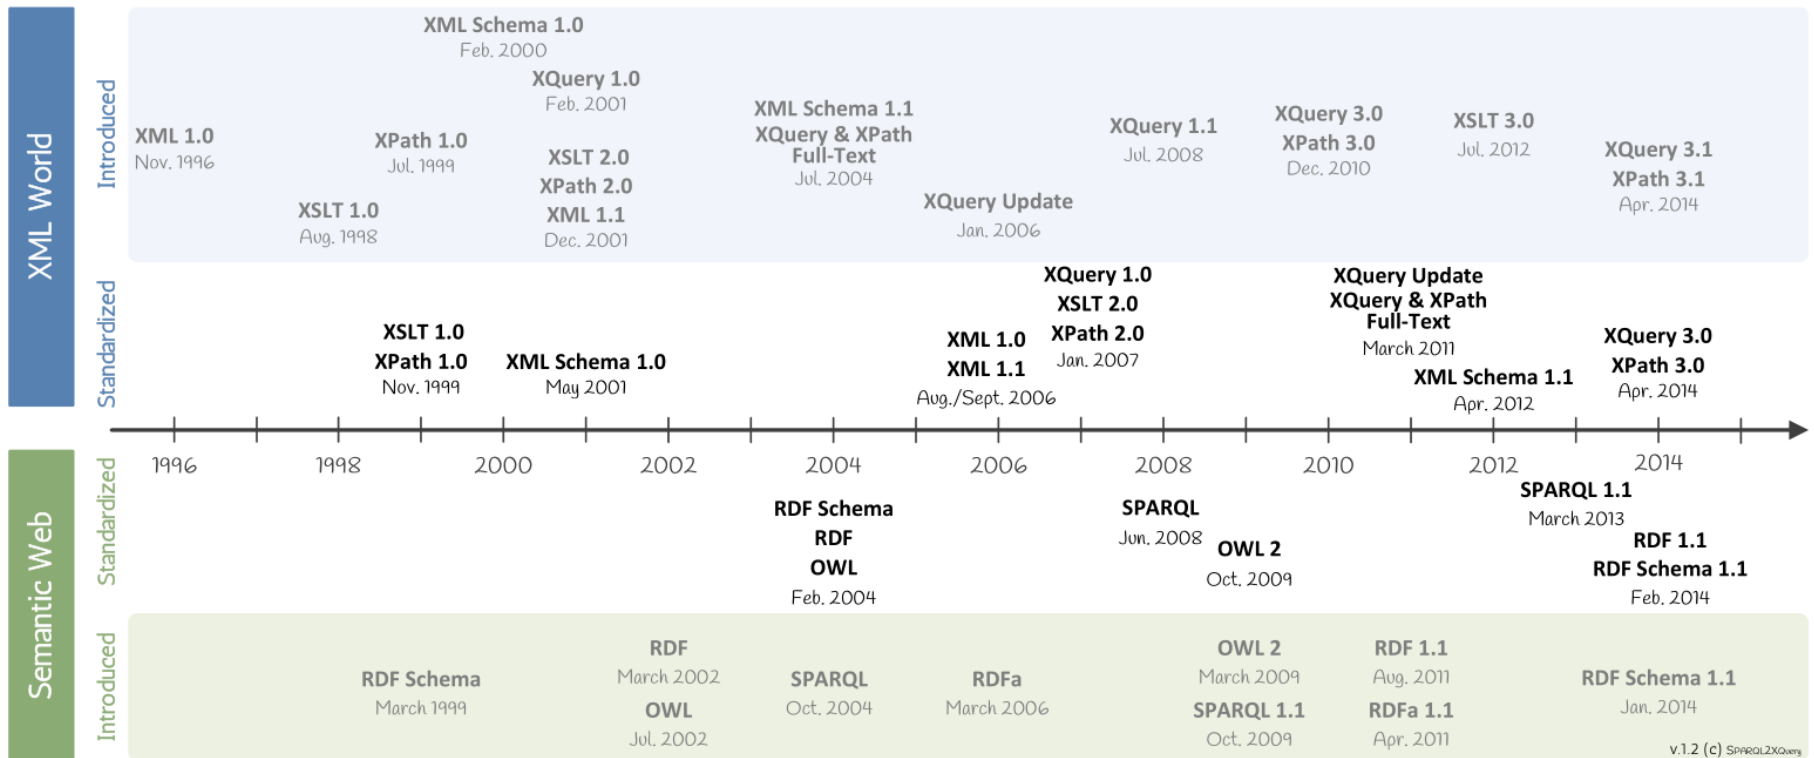 XML World
Introduced
XML Schema 1.0
Feb. 2000
XQuery 1.0
Feb. 2001
XML 1.0
Nov. 1996
XPath 1.0
Jul. 1999
XSLT 1.0
Aug. 1998
XSLT 2.0
XPath 2.0
XML 1.1
Dec. 2001
XML Schema 1.1
XQuery & XPath
Full-Text
Jul. 2004
XQuery Update
Jan. 2006
XQuery 1.1
Jul. 2008
XQuery 3.0
XPath 3.0
Dec. 2010
XSLT 3.0
Jul. 2012
XQuery 3.1
XPath 3.1
Apr. 2014
Standardized
XSLT 1.0
XPath 1.0
Nov. 1999
XML Schema 1.0
May 2001
XML 1.0
XML 1.1
Aug./Sept. 2006
XQuery 1.0
XSLT 2.0
XPath 2.0
Jan. 2007
XQuery Update
XQuery & XPath
Full-Text
March 2011
XML Schema 1.1
Apr. 2012
XQuery 3.0
XPath 3.0
Apr. 2014
1996 1998 2000 2002 2004 2006 2008 2010 2012 2014
Semantic Web
Standardized
RDF Schema
RDF
OWL
Feb. 2004
SPARQL
Jun. 2008
OWL 2
Oct. 2009
SPARQL 1.1
March 2013
RDF 1.1
RDF Schema 1.1
Feb. 2014
Introduced
RDF Schema
March 1999
RDF
March 2002
OWL
Jul. 2002
SPARQL
Oct. 2004
RDFa
March 2006
OWL 2
March 2009
SPARQL 1.1
Oct. 2009
RDF 1.1
Aug. 2011
RDFa 1.1
Apr. 2011
RDF Schema 1.1
Jan. 2014
v.1.2 (c) SPARQL2XQuery